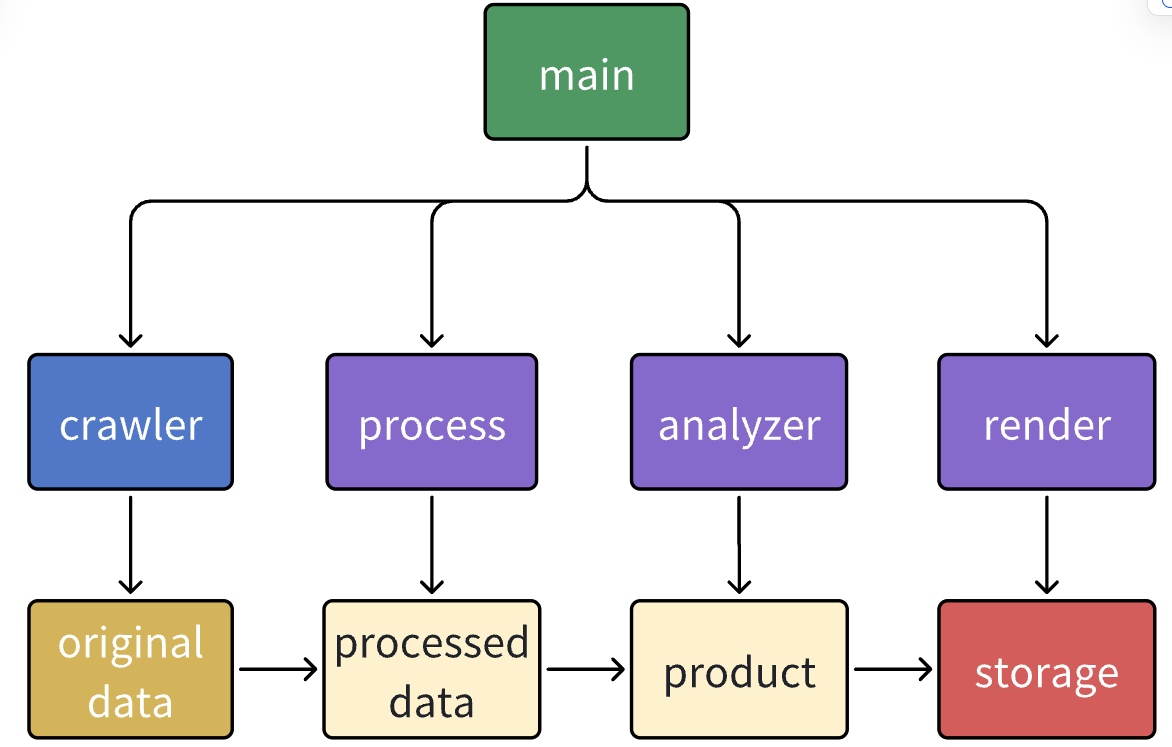 main
crawler
process
analyzer
render
original
data
processed
data
product
storage